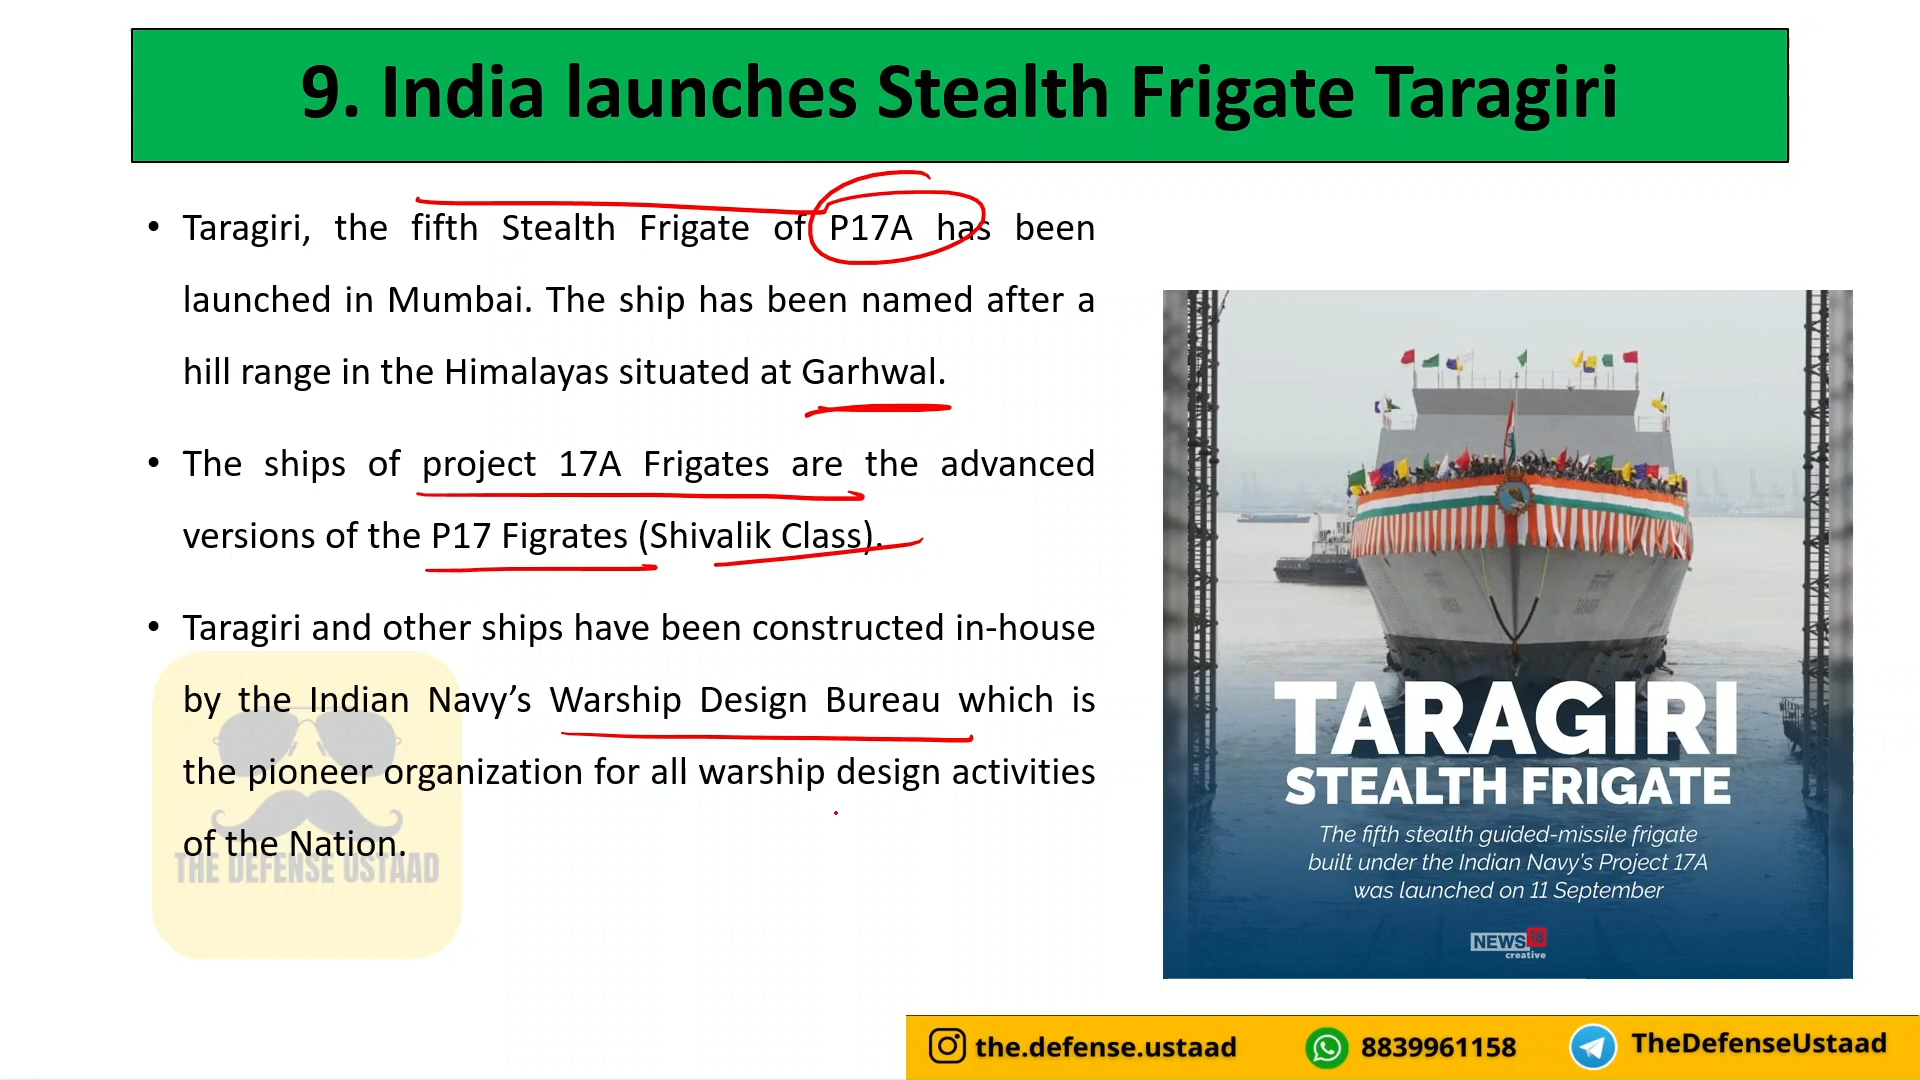 9. India launches Stealth Frigate Taragiri
• Taragiri, the fifth Stealth Frigate of P17A has been
launched in Mumbai. The ship has been named after a
hill range in the Himalayas situated at Garhwal.
• The ships of project 17A Frigates are the advanced
versions of the P17 Figrates (Shivalik Class).
• Taragiri and other ships have been constructed in-house
by the Indian Navy’s Warship Design Bureau which is
the pioneer organization for all warship design activities
of the Nation.
THE DEFENSE USTAAD
TARAGIRI
STEALTH FRIGATE
The fifth stealth guided-missile frigate
built under the Indian Navy's Project 17A
was launched on 11 September
NEWS18
creative
the.defense.ustaad
8839961158
TheDefenseUstaad